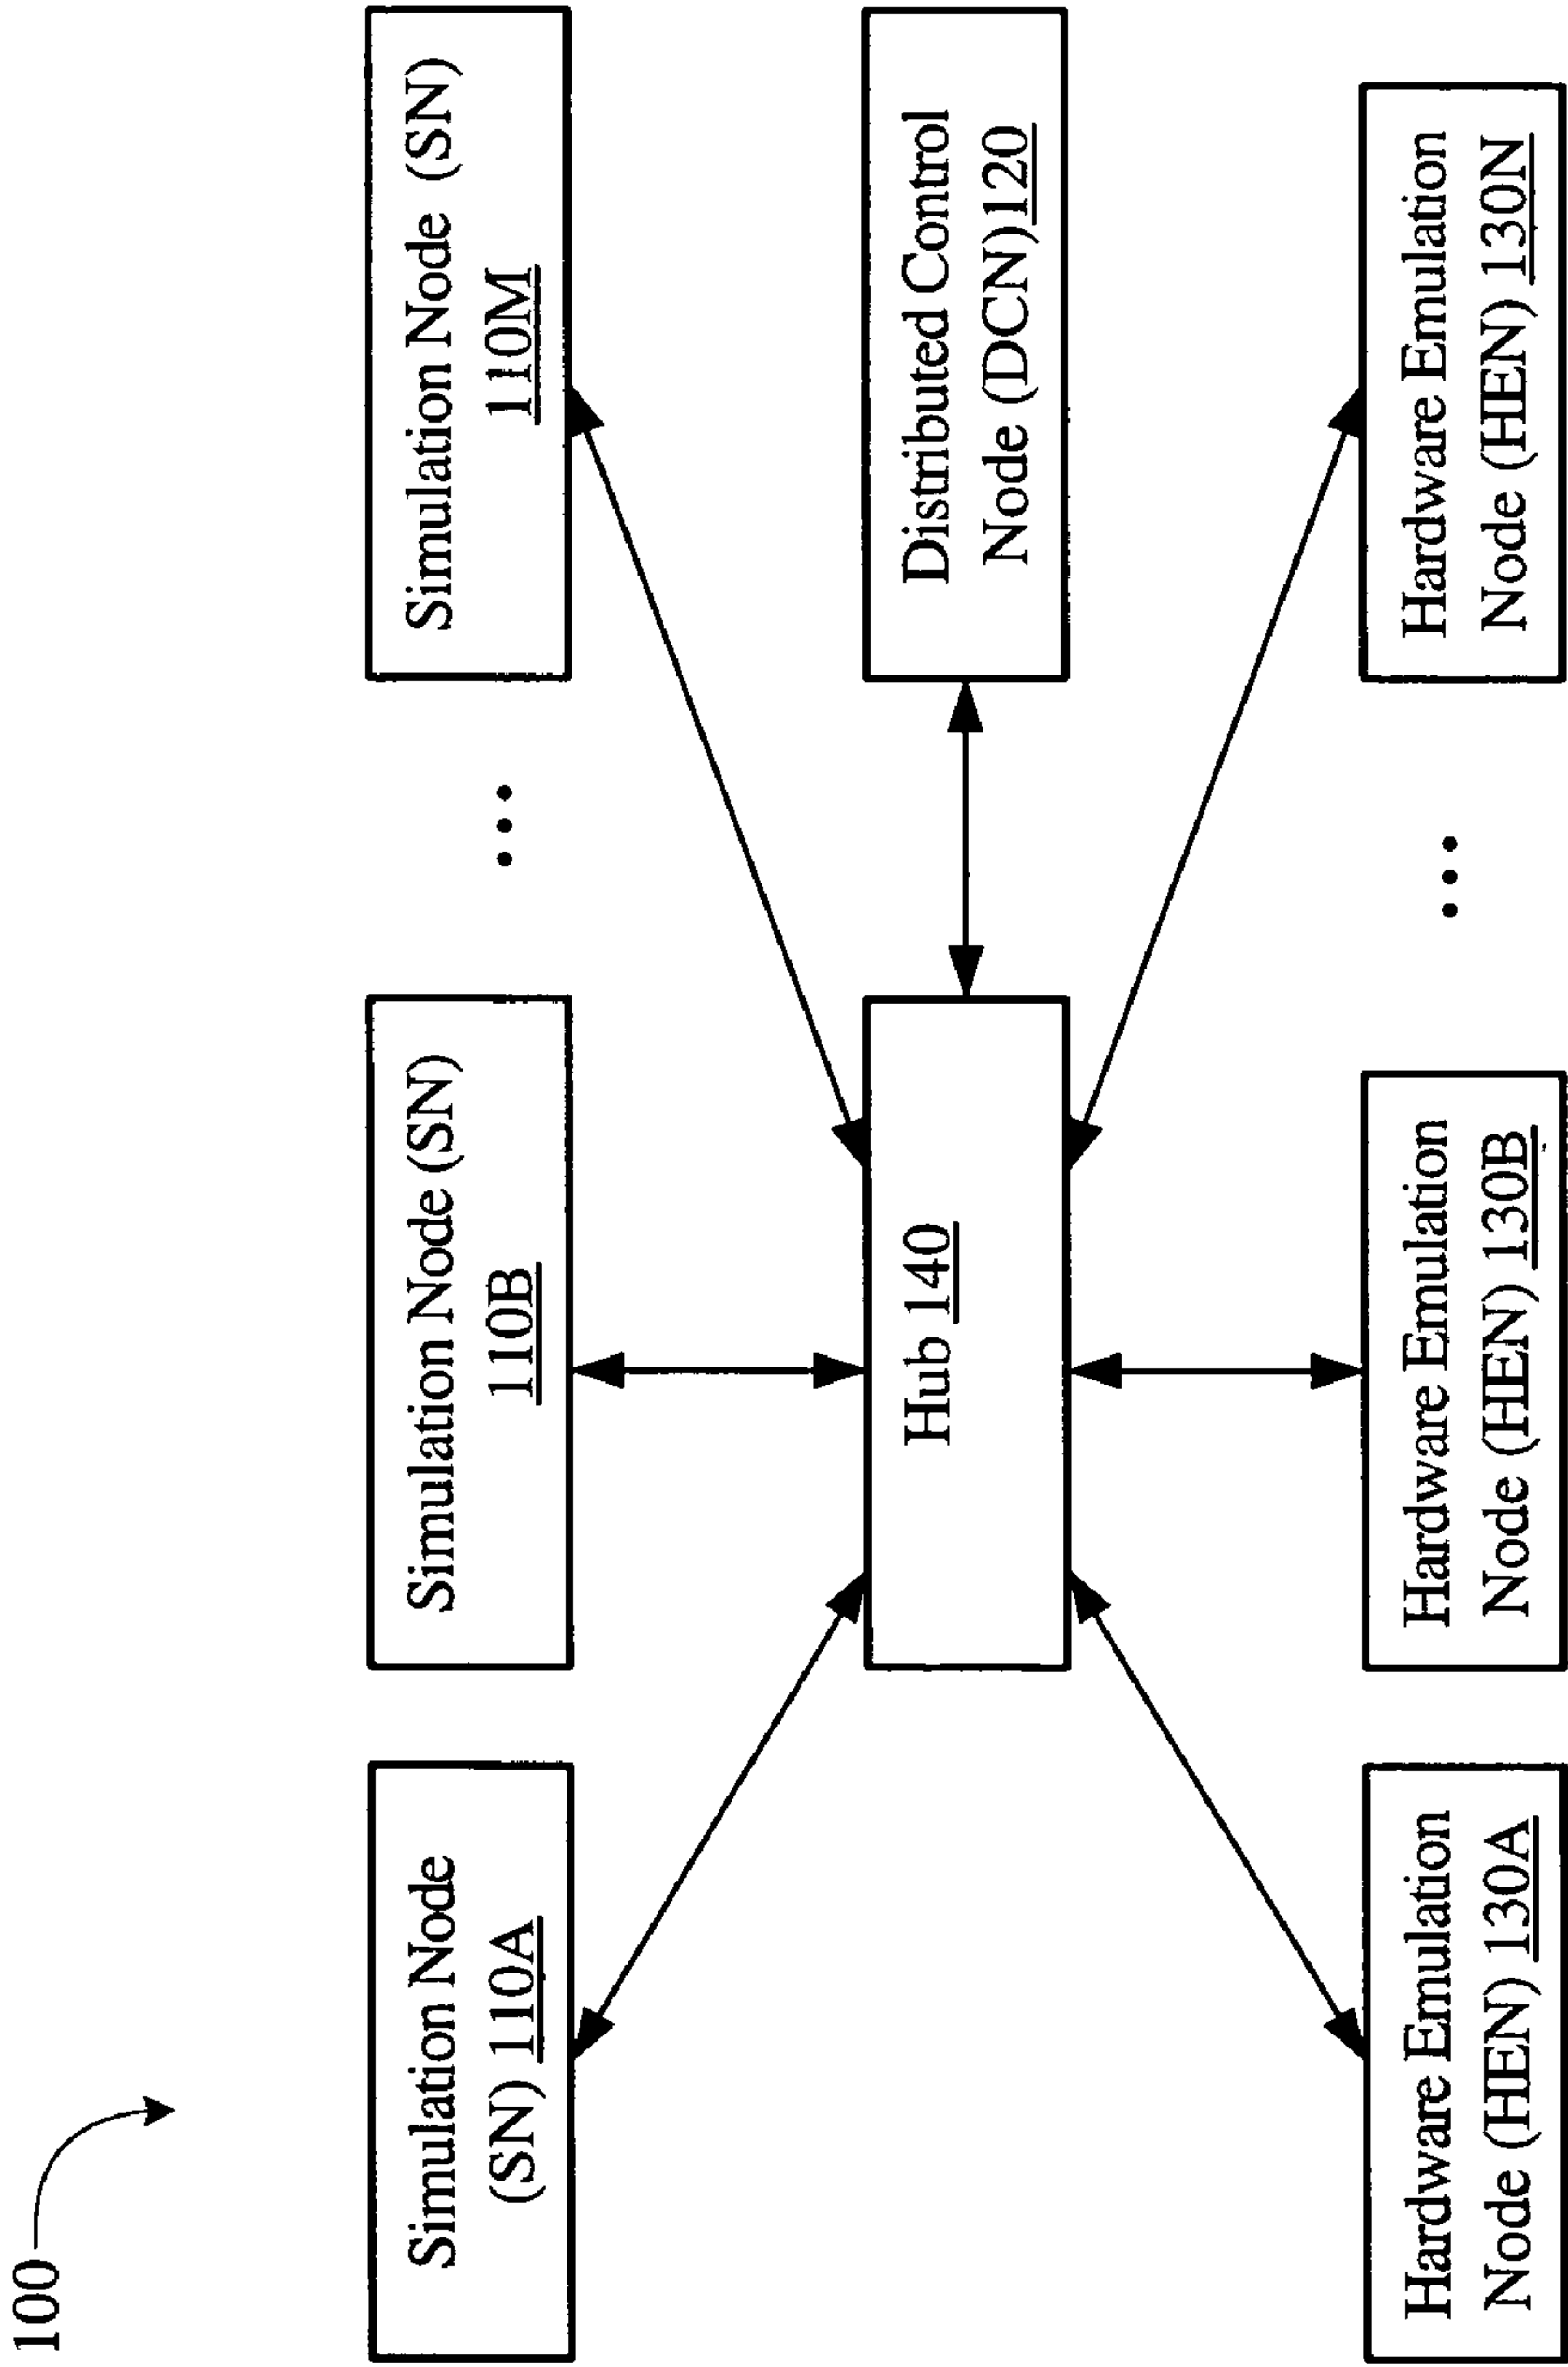 100
Simulation Node
(SN) 110A
Simulation Node (SN)
110B
...
Simulation Node (SN)
110M
Hub 140
Distributed Control
Node (DCN)120
Hardware Emulation
Node (HEN) 130A
Hardware Emulation
Node (HEN) 130B
...
Hardware Emulation
Node (HEN) 130N